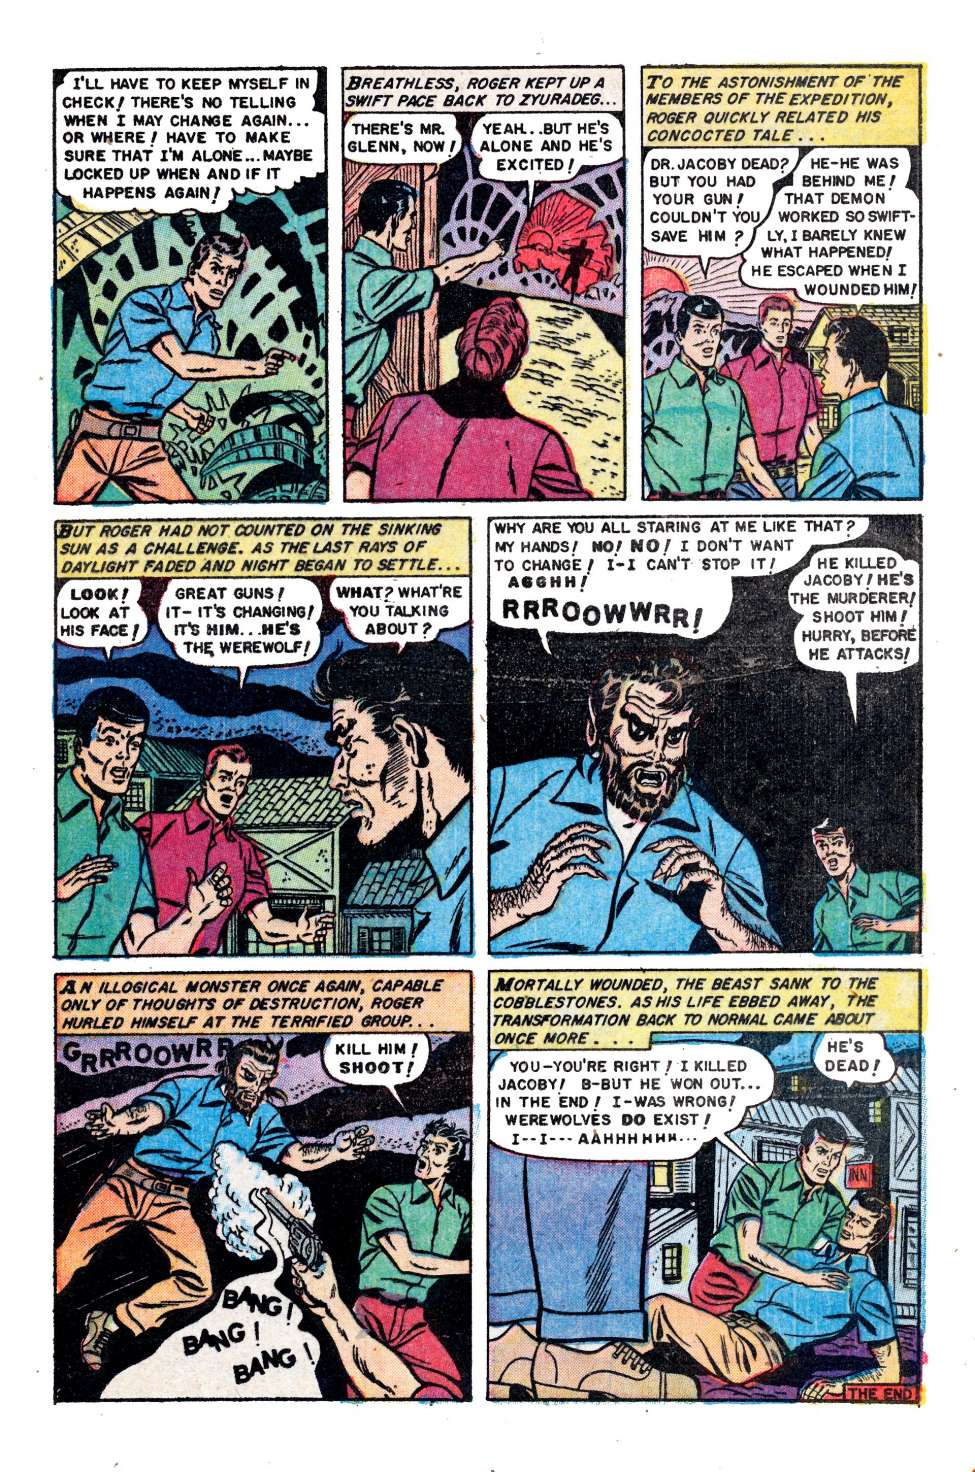 I'LL HAVE TO KEEP MYSELF IN
CHECK! THERE'S NO TELLING
WHEN I MAY CHANGE AGAIN...
OR WHERE! HAVE TO MAKE
SURE THAT I'M ALONE...MAYBE
LOCKED UP WHEN AND IF IT
HAPPENS AGAIN!
BREATHLESS, ROGER KEPT UP A
SWIFT PACE BACK TO ZYURADEG...
THERE'S MR.
GLENN, NOW!
YEAH...BUT HE'S
ALONE AND HE'S
EXCITED!
TO THE ASTONISHMENT OF THE
MEMBERS OF THE EXPEDITION,
ROGER QUICKLY RELATED HIS
CONCOCTED TALE...
DR. JACOBY DEAD?
BUT YOU HAD
YOUR GUN!
COULDN'T YOU
SAVE HIM?
HE-HE WAS
BEHIND ME!
THAT DEMON
WORKED SO SWIFT-
LY, I BARELY KNEW
WHAT HAPPENED!
HE ESCAPED WHEN I
WOUNDED HIM!
BUT ROGER HAD NOT COUNTED ON THE SINKING
SUN AS A CHALLENGE. AS THE LAST RAYS OF
DAYLIGHT FADED AND NIGHT BEGAN TO SETTLE...
LOOK!
LOOK AT
HIS FACE!
GREAT GUNS!
IT- IT'S CHANGING!
IT'S HIM...HE'S
THE WEREWOLF!
WHAT? WHAT'RE
YOU TALKING
ABOUT?
WHY ARE YOU ALL STARING AT ME LIKE THAT?
MY HANDS! NO! NO! I DON'T WANT
TO CHANGE! I-I CAN'T STOP IT!
AGGHH!
RRROOWWRR!
HE KILLED
JACOBY! HE'S
THE MURDERER!
SHOOT HIM!
HURRY, BEFORE
HE ATTACKS!
AN ILLOGICAL MONSTER ONCE AGAIN, CAPABLE
ONLY OF THOUGHTS OF DESTRUCTION, ROGER
HURLED HIMSELF AT THE TERRIFIED GROUP...
GRRRROOWRR
KILL HIM!
SHOOT!
BANG!
BANG!
BANG!
MORTALLY WOUNDED, THE BEAST SANK TO THE
COBBLESTONES. AS HIS LIFE EBBED AWAY, THE
TRANSFORMATION BACK TO NORMAL CAME ABOUT
ONCE MORE....
YOU-YOU'RE RIGHT! I KILLED
JACOBY! B-BUT HE WON OUT...
IN THE END! I-WAS WRONG!
WEREWOLVES DO EXIST!
I--I---AAHHHHHH...
HE'S
DEAD!
INN
THE END